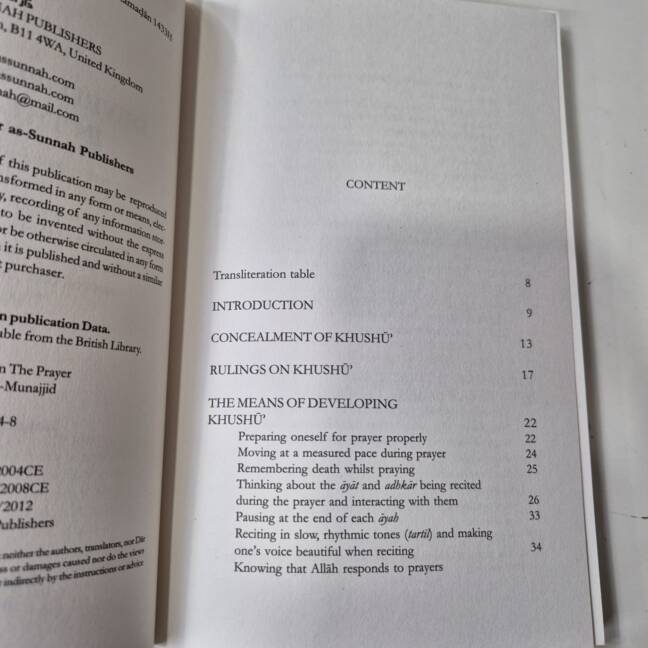 amadān 1433H
NAH PUBLISHERS
, B11 4WA, United Kingdom
ssunnah.com
ssunnah.com
nah@mail.com
r as-Sunnah Publishers
f this publication may be reproduced
nsformed in any form or means, elec-
y, recording of any information stor-
to be invented without the express
or be otherwise circulated in any form
it is published and without a similar
t purchaser.
n publication Data.
able from the British Library.
n The Prayer
-Munajjid
4-8
2004CE
/2008CE
/2012
Publishers
neither the authors, translators, nor Dār
ss or damages caused nor do the views
indirectly by the instructions or advice
CONTENT
Transliteration table 8
INTRODUCTION 9
CONCEALMENT OF KHUSHŪ’ 13
RULINGS ON KHUSHŪ’ 17
THE MEANS OF DEVELOPING
KHUSHŪ’ 22
Preparing oneself for prayer properly 22
Moving at a measured pace during prayer 24
Remembering death whilst praying 25
Thinking about the āyāt and adhkār being recited
during the prayer and interacting with them 26
Pausing at the end of each āyah 33
Reciting in slow, rhythmic tones (tartīl) and making
one’s voice beautiful when reciting 34
Knowing that Allāh responds to prayers